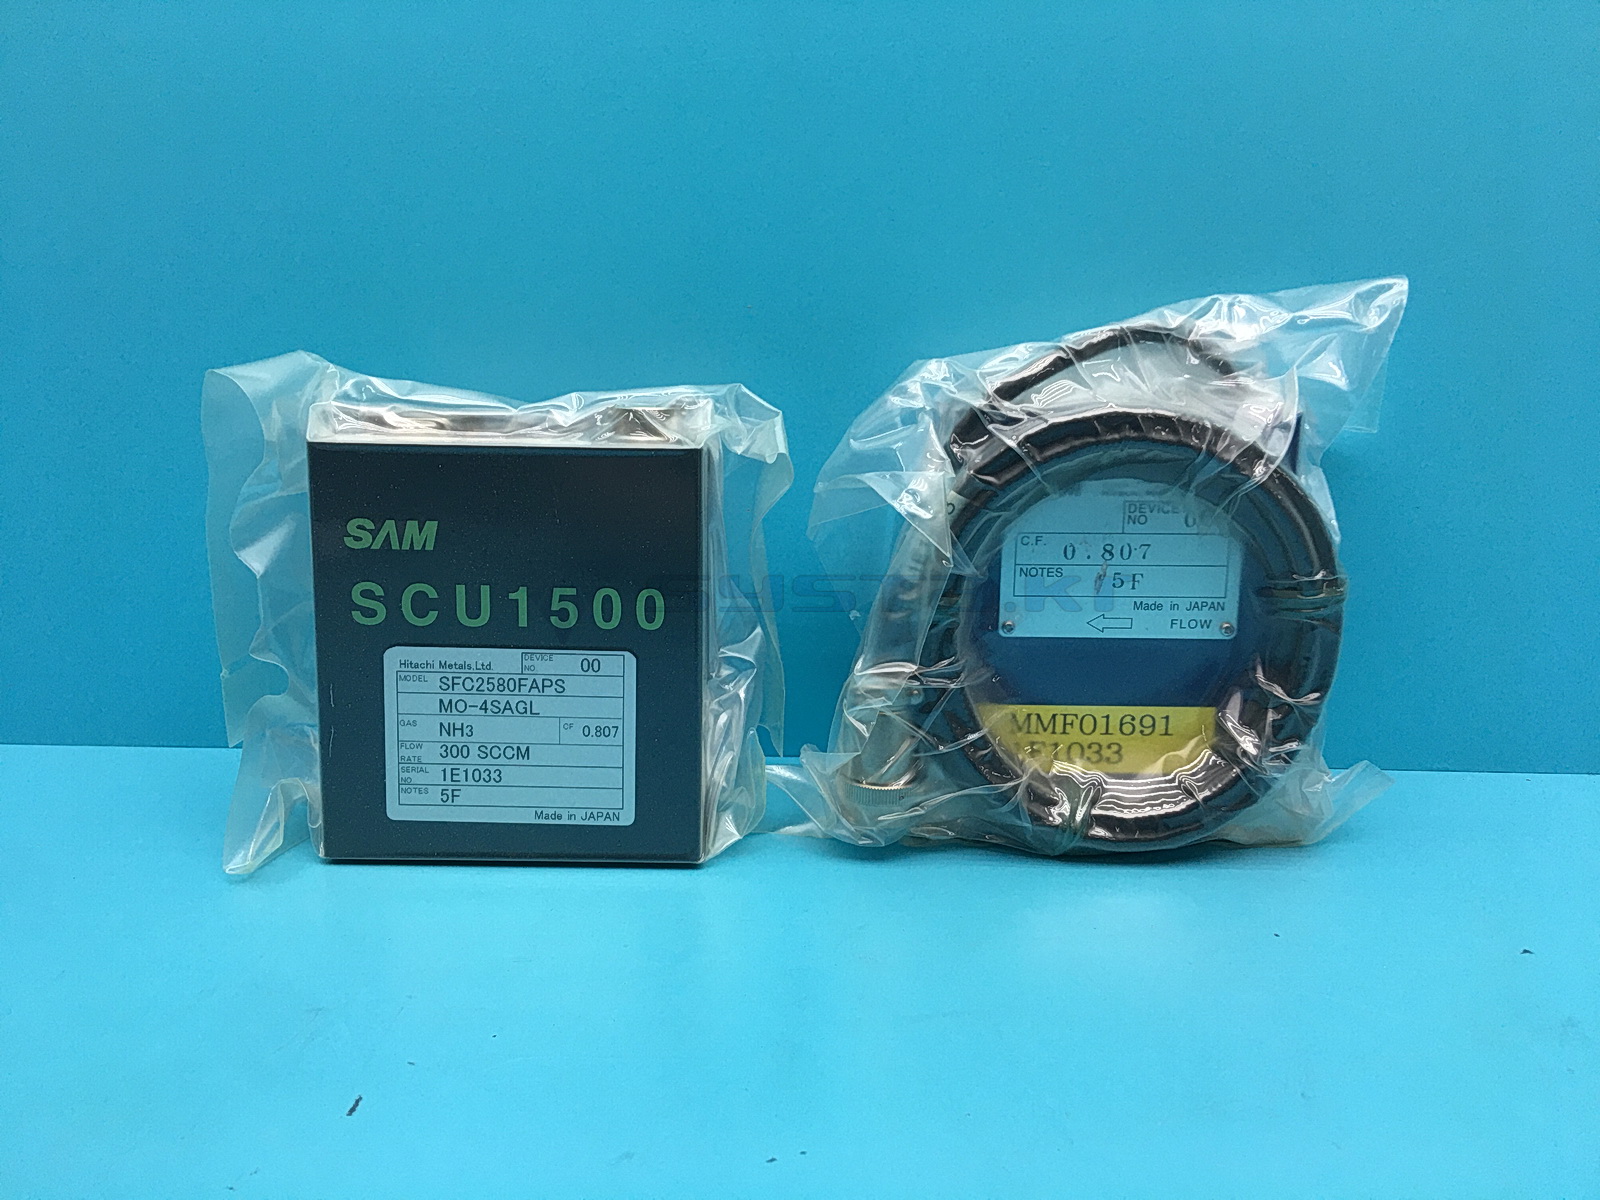 SAM
SCU1500
Hitachi Metals,Ltd. DEVICE NO. 00
MODEL SFC2580FAPS
MO-4SAGL
GAS NH3 CF 0.807
FLOW RATE 300 SCCM
SERIAL NO. 1E1033
NOTES 5F
Made in JAPAN
DEVICE NO
C.F. 0.807
NOTES 5F
Made in JAPAN
FLOW
MMF01691
1E1033